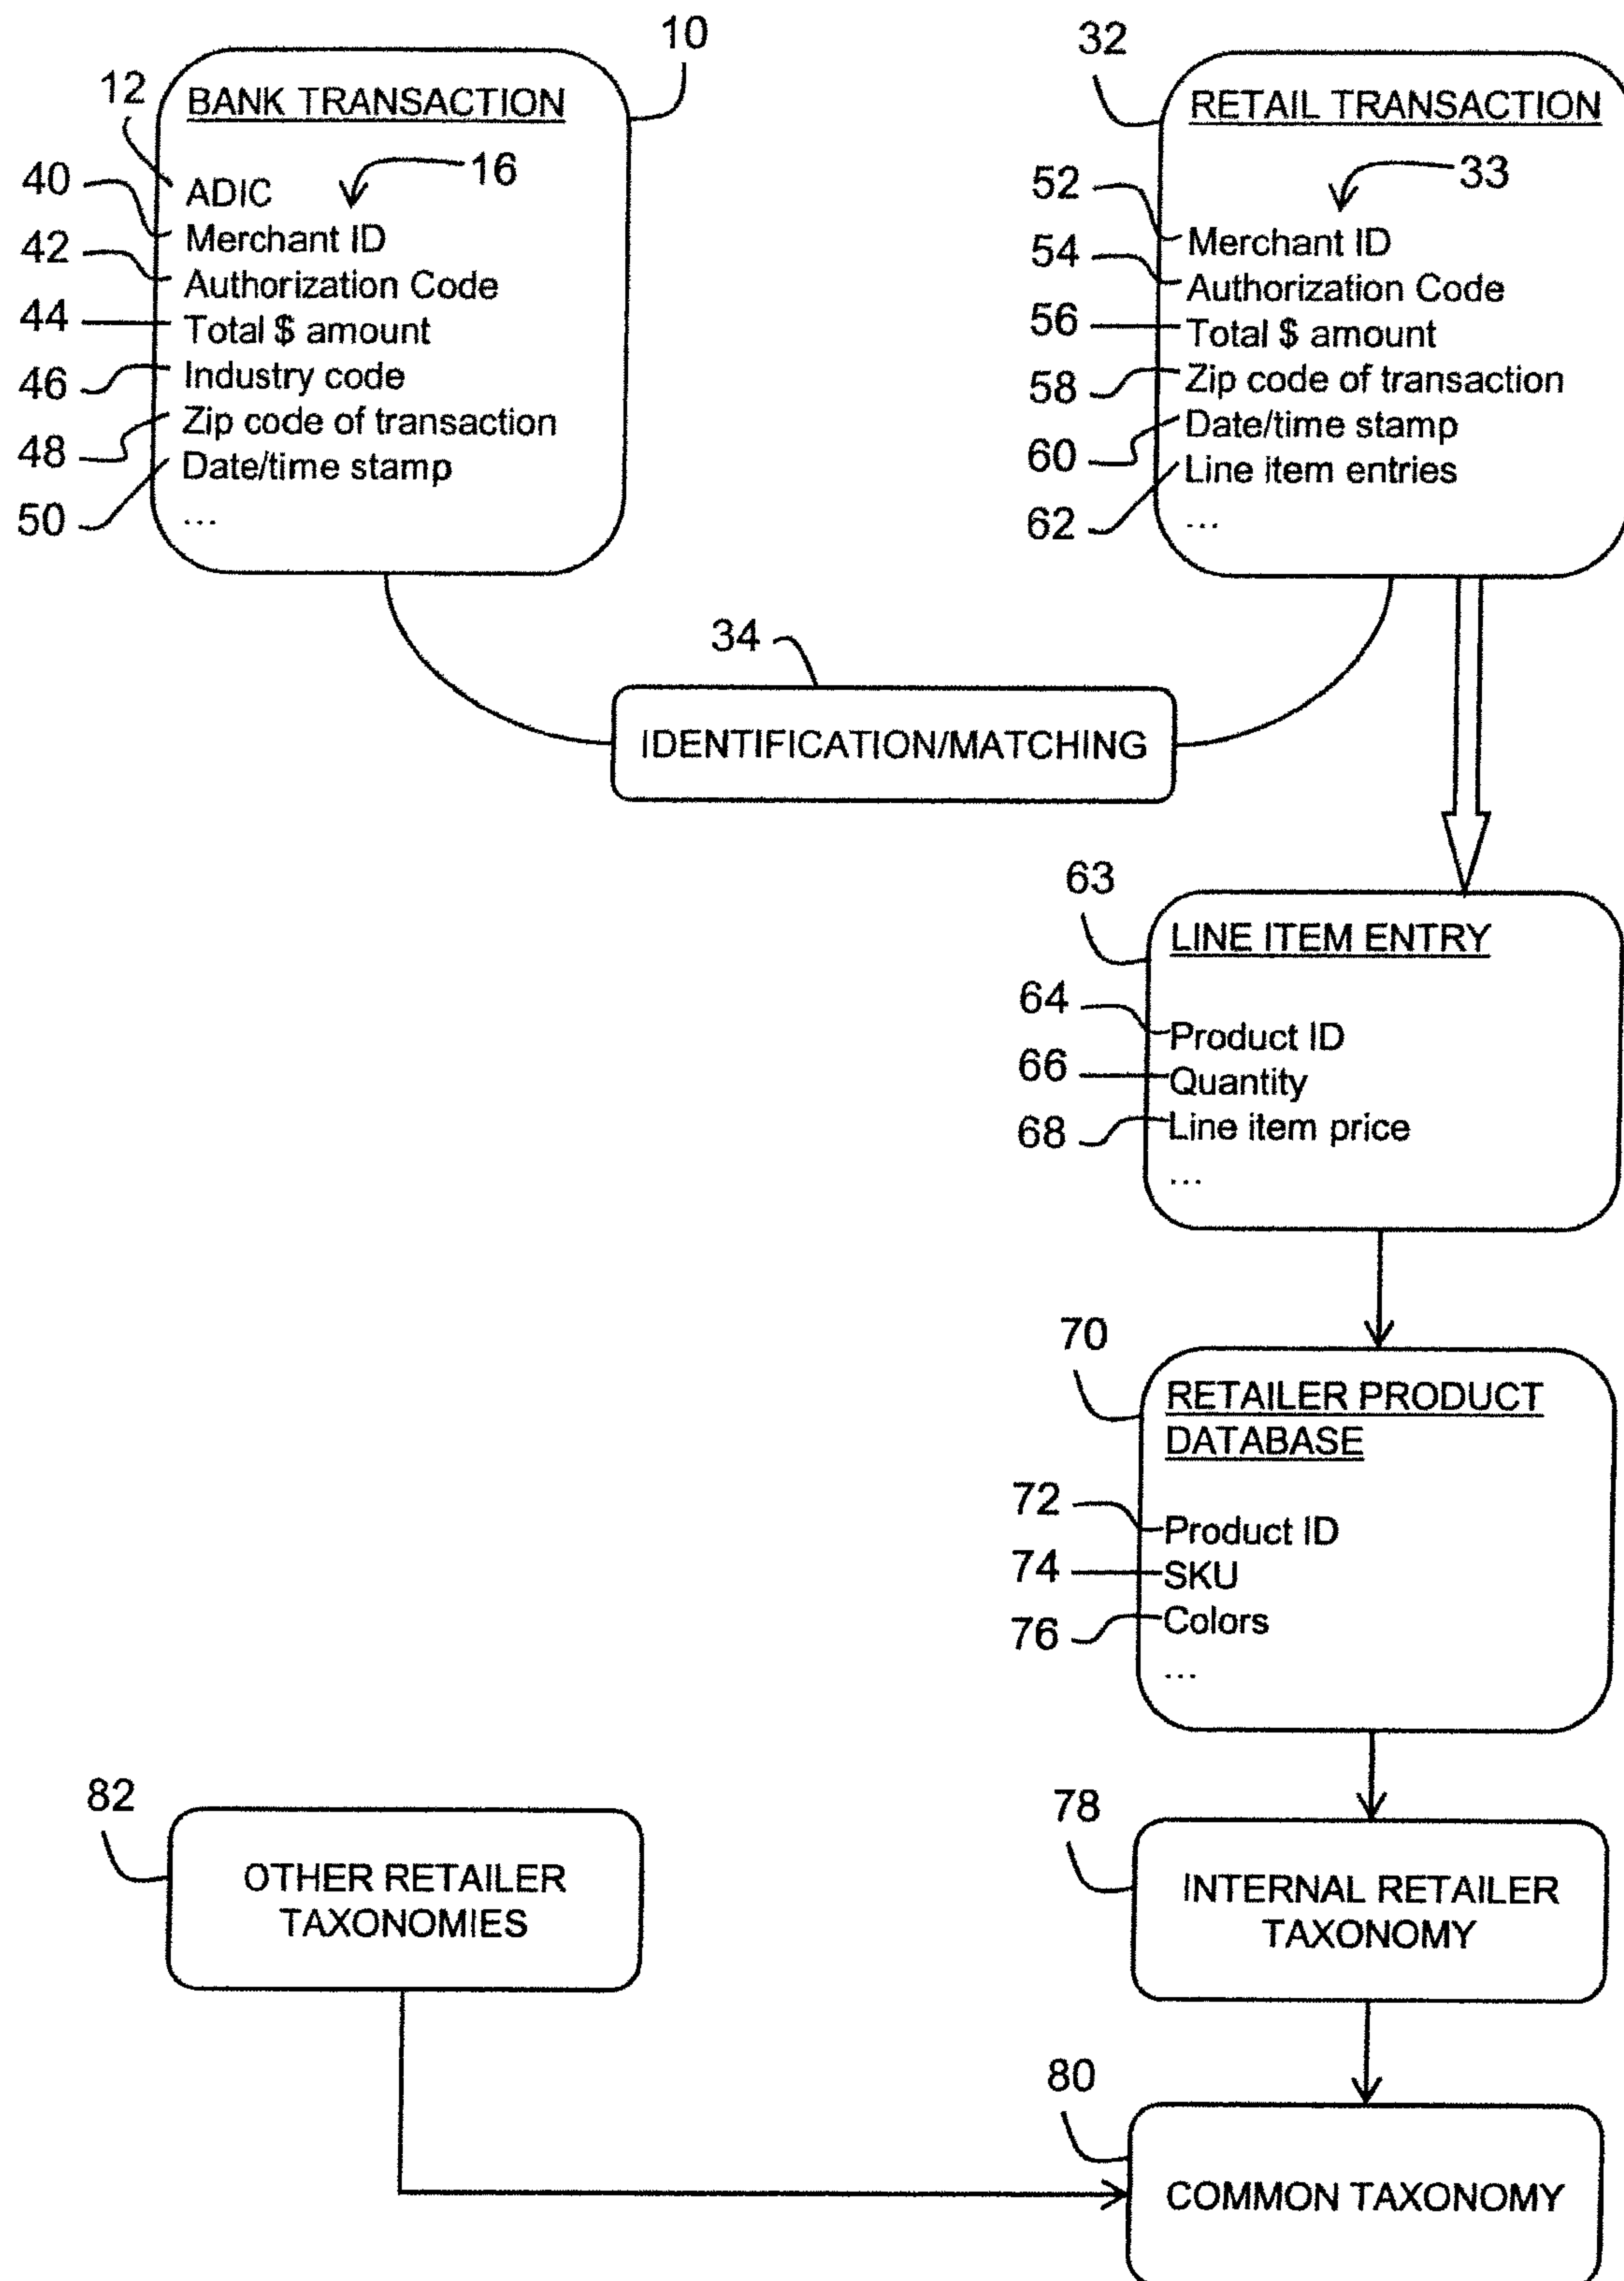 10
12
BANK TRANSACTION
16
40
ADIC
Merchant ID
42
Authorization Code
44
Total $ amount
46
Industry code
48
Zip code of transaction
50
Date/time stamp
...
32
RETAIL TRANSACTION
33
52
Merchant ID
54
Authorization Code
56
Total $ amount
58
Zip code of transaction
60
Date/time stamp
62
Line item entries
...
34
IDENTIFICATION/MATCHING
63
LINE ITEM ENTRY
64
Product ID
66
Quantity
68
Line item price
...
70
RETAILER PRODUCT
DATABASE
72
Product ID
74
SKU
76
Colors
...
82
OTHER RETAILER
TAXONOMIES
78
INTERNAL RETAILER
TAXONOMY
80
COMMON TAXONOMY